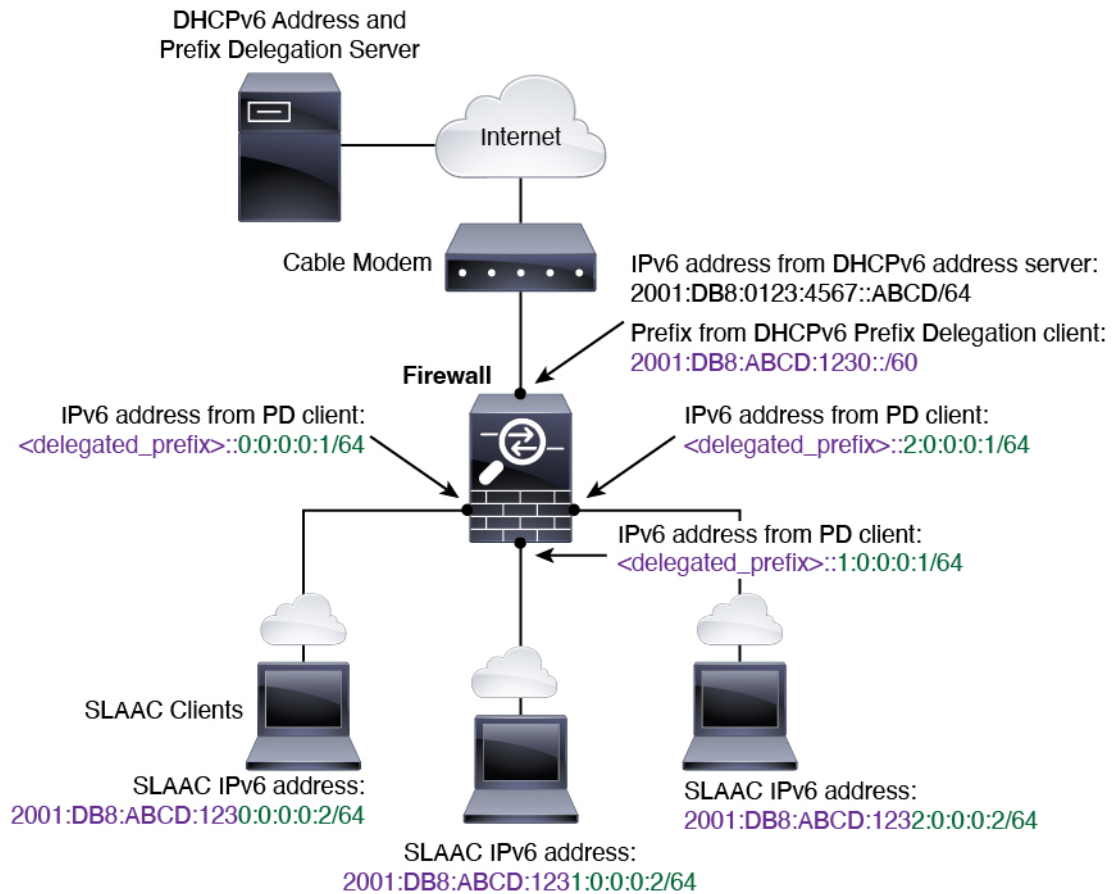 DHCPv6 Address and
Prefix Delegation Server
Internet
Cable Modem
IPv6 address from DHCPv6 address server:
2001:DB8:0123:4567::ABCD/64
Prefix from DHCPv6 Prefix Delegation client:
2001:DB8:ABCD:1230::/60
Firewall
IPv6 address from PD client:
<delegated_prefix>::0:0:0:0:1/64
IPv6 address from PD client:
<delegated_prefix>::2:0:0:0:1/64
IPv6 address from PD client:
<delegated_prefix>::1:0:0:0:1/64
SLAAC Clients
SLAAC IPv6 address:
2001:DB8:ABCD:1230:0:0:0:2/64
SLAAC IPv6 address:
2001:DB8:ABCD:1232:0:0:0:2/64
SLAAC IPv6 address:
2001:DB8:ABCD:1231:0:0:0:2/64